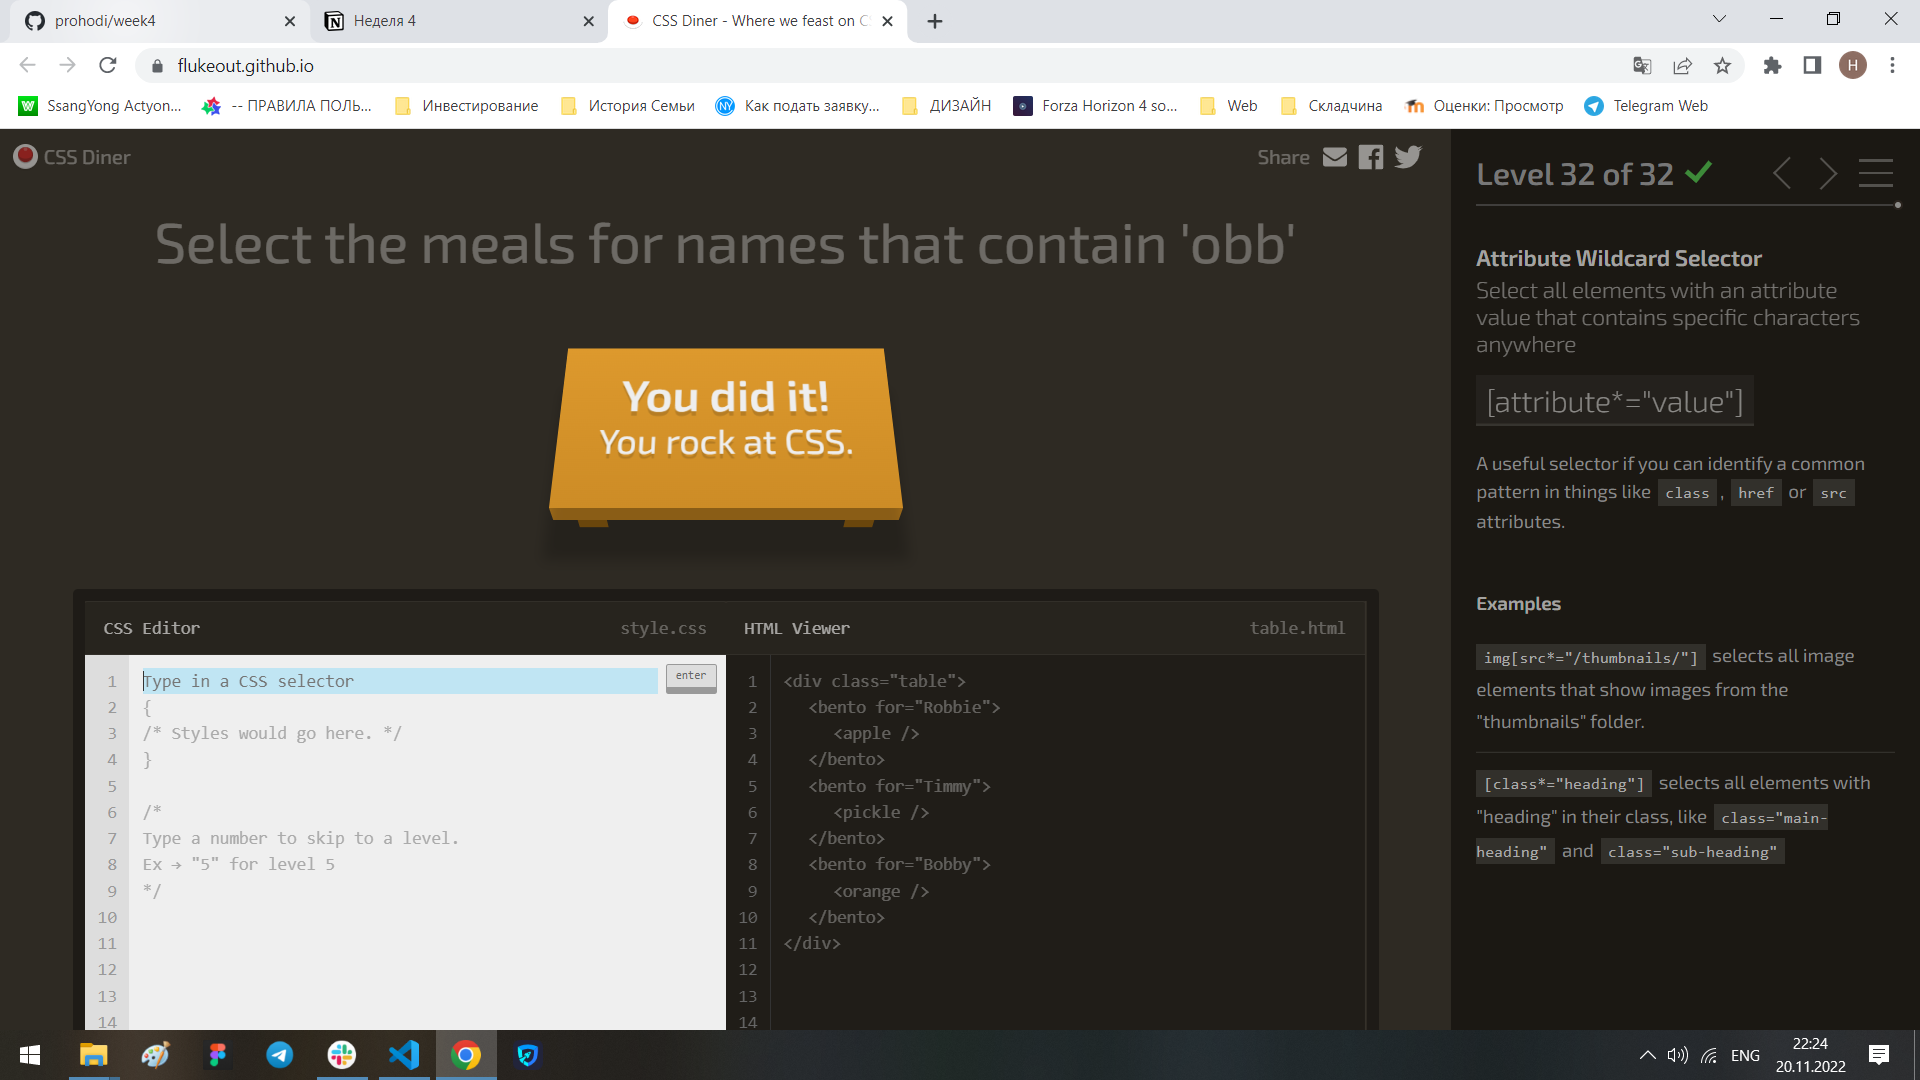 prohodi/week4
Неделя 4
CSS Diner - Where we feast on C
flukeout.github.io
H
SsangYong Actyon...
-- ПРАВИЛА ПОЛЬ...
Инвестирование
История Семьи
Как подать заявку...
ДИЗАЙН
Forza Horizon 4 so...
Web
Складчина
Оценки: Просмотр
Telegram Web
CSS Diner
Share
Select the meals for names that contain 'obb'
You did it!
You rock at CSS.
CSS Editor
style.css
1 Type in a CSS selector
enter
2 {
3 /* Styles would go here. */
4 }
5
6 /*
7 Type a number to skip to a level.
8 Ex → "5" for level 5
9 */
10
11
12
13
14
HTML Viewer
table.html
1 <div class="table">
2 <bento for="Robbie">
3 <apple />
4 </bento>
5 <bento for="Timmy">
6 <pickle />
7 </bento>
8 <bento for="Bobby">
9 <orange />
10 </bento>
11 </div>
12
13
14
Level 32 of 32
Attribute Wildcard Selector
Select all elements with an attribute
value that contains specific characters
anywhere
[attribute*="value"]
A useful selector if you can identify a common
pattern in things like class , href or src
attributes.
Examples
img[src*="/thumbnails/"] selects all image
elements that show images from the
"thumbnails" folder.
[class*="heading"] selects all elements with
"heading" in their class, like class="main-
heading" and class="sub-heading"
ENG
22:24
20.11.2022